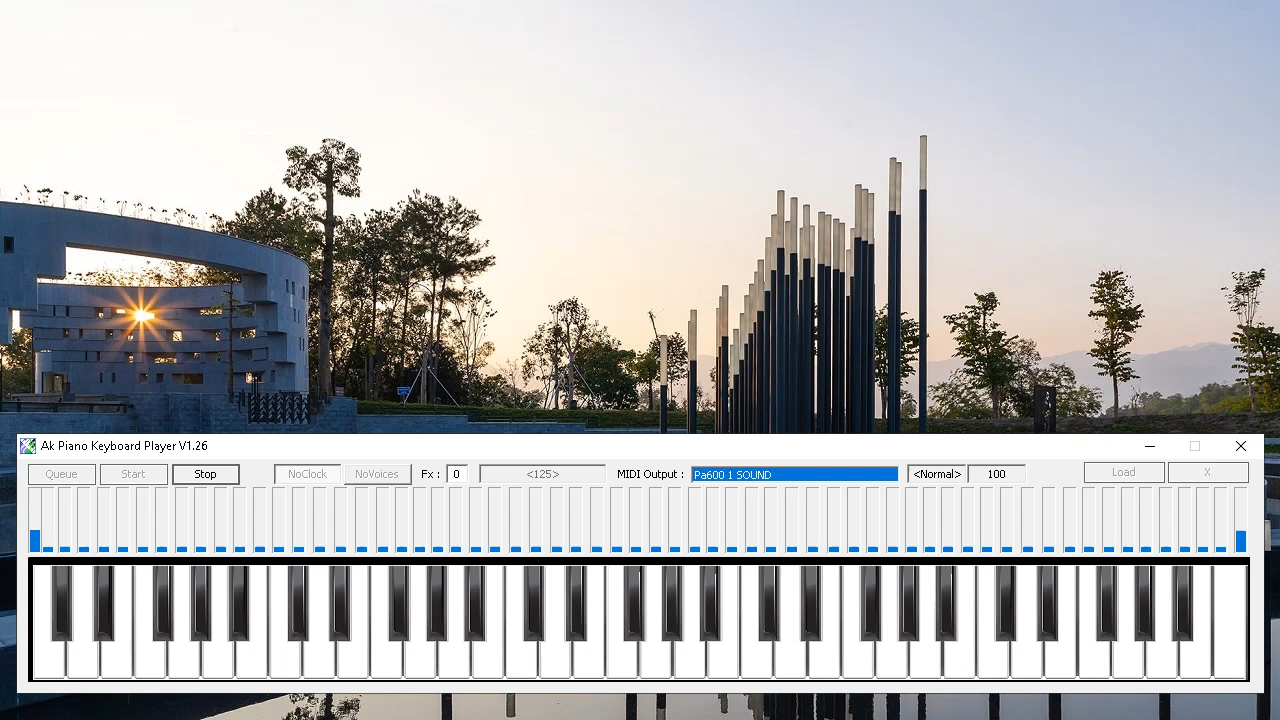 Ak Piano Keyboard Player V1.26
Queue Start Stop NoClock NoVoices Fx : 0 <125> MIDI Output : Pa600 1 SOUND <Normal> 100 Load X